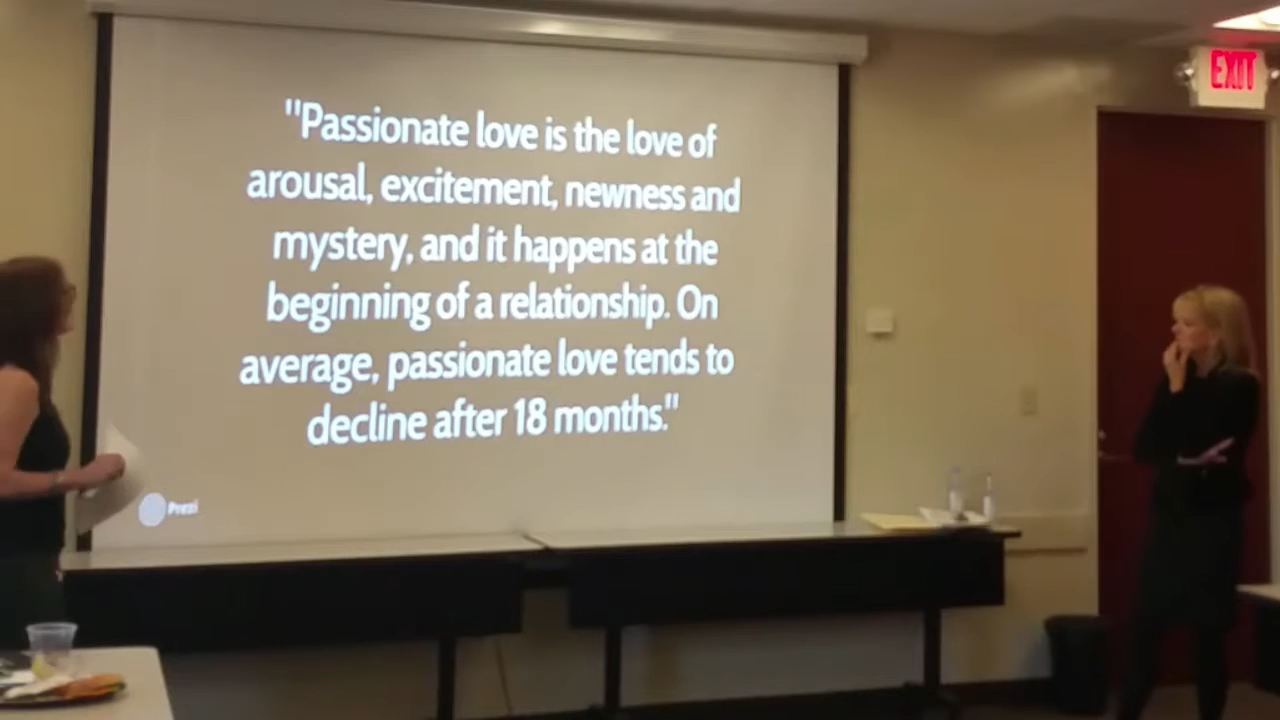 "Passionate love is the love of
arousal, excitement, newness and
mystery, and it happens at the
beginning of a relationship. On
average, passionate love tends to
decline after 18 months."
Prezi
EXIT